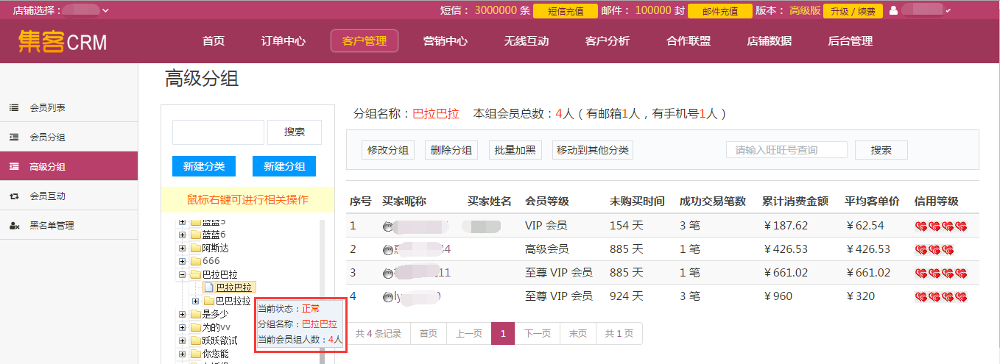 店铺选择： 短信： 3000000 条 短信充值 邮件： 100000 封 邮件充值 版本： 高级版 升级 / 续费
集客CRM 首页 订单中心 客户管理 营销中心 无线互动 客户分析 合作联盟 店铺数据 后台管理
会员列表
会员分组
高级分组
会员互动
黑名单管理
高级分组
搜索
新建分类 新建分组
鼠标右键可进行相关操作
蓝蓝5
蓝蓝6
阿斯达
666
巴拉巴拉
巴拉巴拉
巴巴拉拉
是多少
为的vv
跃跃欲试
你您能
当前状态：正常
分组名称：巴拉巴拉
当前会员组人数：4人
分组名称：巴拉巴拉 本组会员总数：4人（有邮箱1人，有手机号1人）
修改分组 删除分组 批量加黑 移动到其他分类 请输入旺旺号查询 搜索
序号 买家昵称 买家姓名 会员等级 未购买时间 成功交易笔数 累计消费金额 平均客单价 信用等级
1 VIP 会员 154 天 3 笔 ￥187.62 ￥62.54
2 高级会员 885 天 1 笔 ￥426.53 ￥426.53
3 11 至尊 VIP 会员 885 天 1 笔 ￥661.02 ￥661.02
4 至尊 VIP 会员 924 天 3 笔 ￥960 ￥320
共 4 条记录 首页 上一页 1 下一页 末页 共 1 页